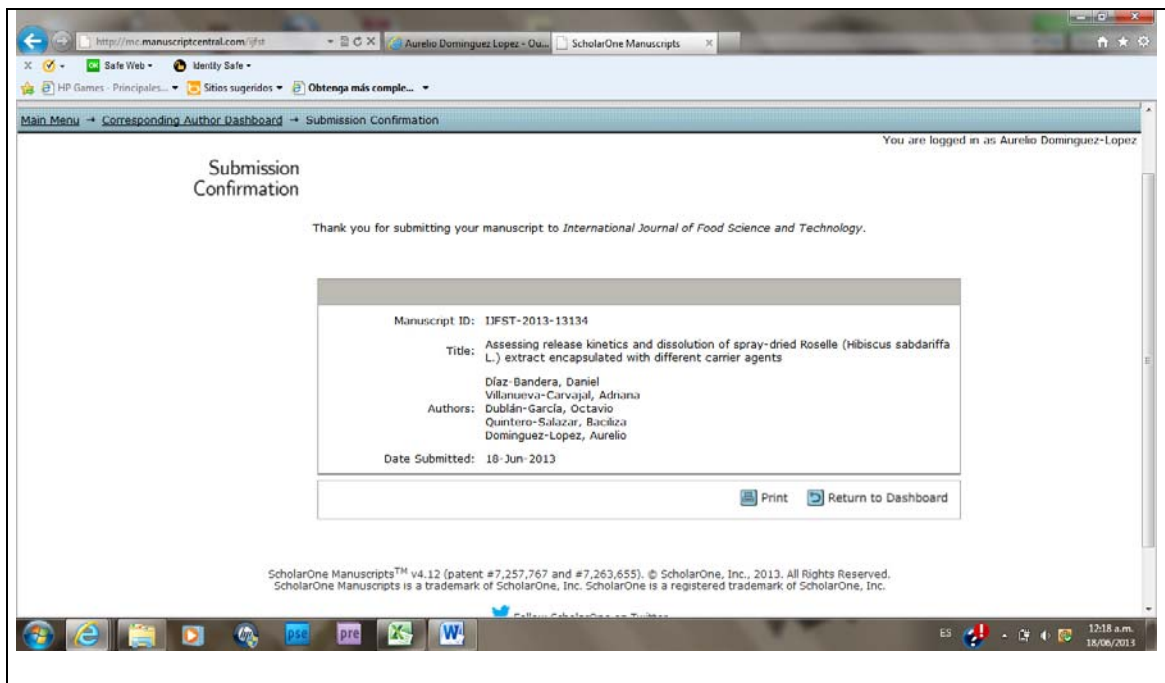 http://mc.manuscriptcentral.com/ijfst
Aurelio Dominguez Lopez - Ou...
ScholarOne Manuscripts
Safe Web
Identity Safe
HP Games - Principales...
Sitios sugeridos
Obtenga más comple...
Main Menu → Corresponding Author Dashboard → Submission Confirmation
You are logged in as Aurelio Dominguez-Lopez
Submission
Confirmation
Thank you for submitting your manuscript to International Journal of Food Science and Technology.
Manuscript ID: IJFST-2013-13134
Title: Assessing release kinetics and dissolution of spray-dried Roselle (Hibiscus sabdariffa
L.) extract encapsulated with different carrier agents
Authors: Díaz-Bandera, Daniel
Villanueva-Carvajal, Adriana
Dublán-García, Octavio
Quintero-Salazar, Baciliza
Dominguez-Lopez, Aurelio
Date Submitted: 18-Jun-2013
Print
Return to Dashboard
ScholarOne Manuscripts™ v4.12 (patent #7,257,767 and #7,263,655). © ScholarOne, Inc., 2013. All Rights Reserved.
ScholarOne Manuscripts is a trademark of ScholarOne, Inc. ScholarOne is a registered trademark of ScholarOne, Inc.
Follow ScholarOne on Twitter
pse
pre
ES
12:18 a.m.
18/06/2013